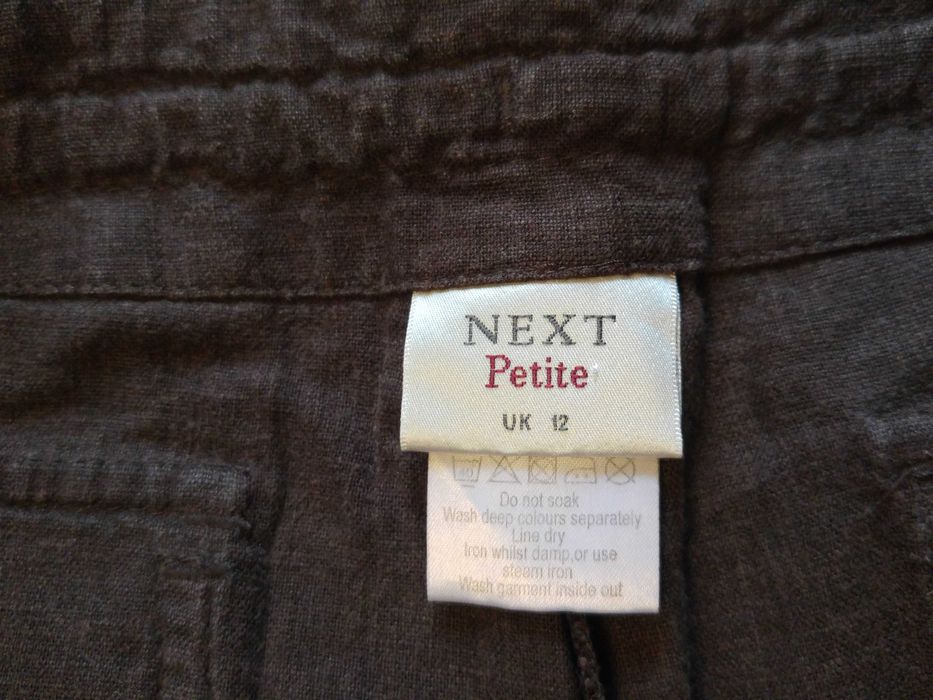 NEXT
Petite
UK 12
40
Do not soak
Wash deep colours separately
Line dry
Iron whilst damp,or use
steam iron
Wash garment inside out